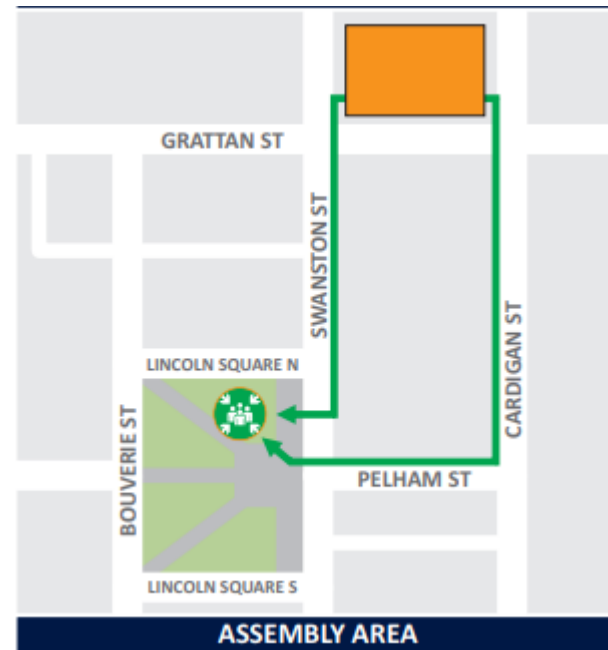 GRATTAN ST
SWANSTON ST
CARDIGAN ST
LINCOLN SQUARE N
BOUVERIE ST
PELHAM ST
LINCOLN SQUARE S
ASSEMBLY AREA